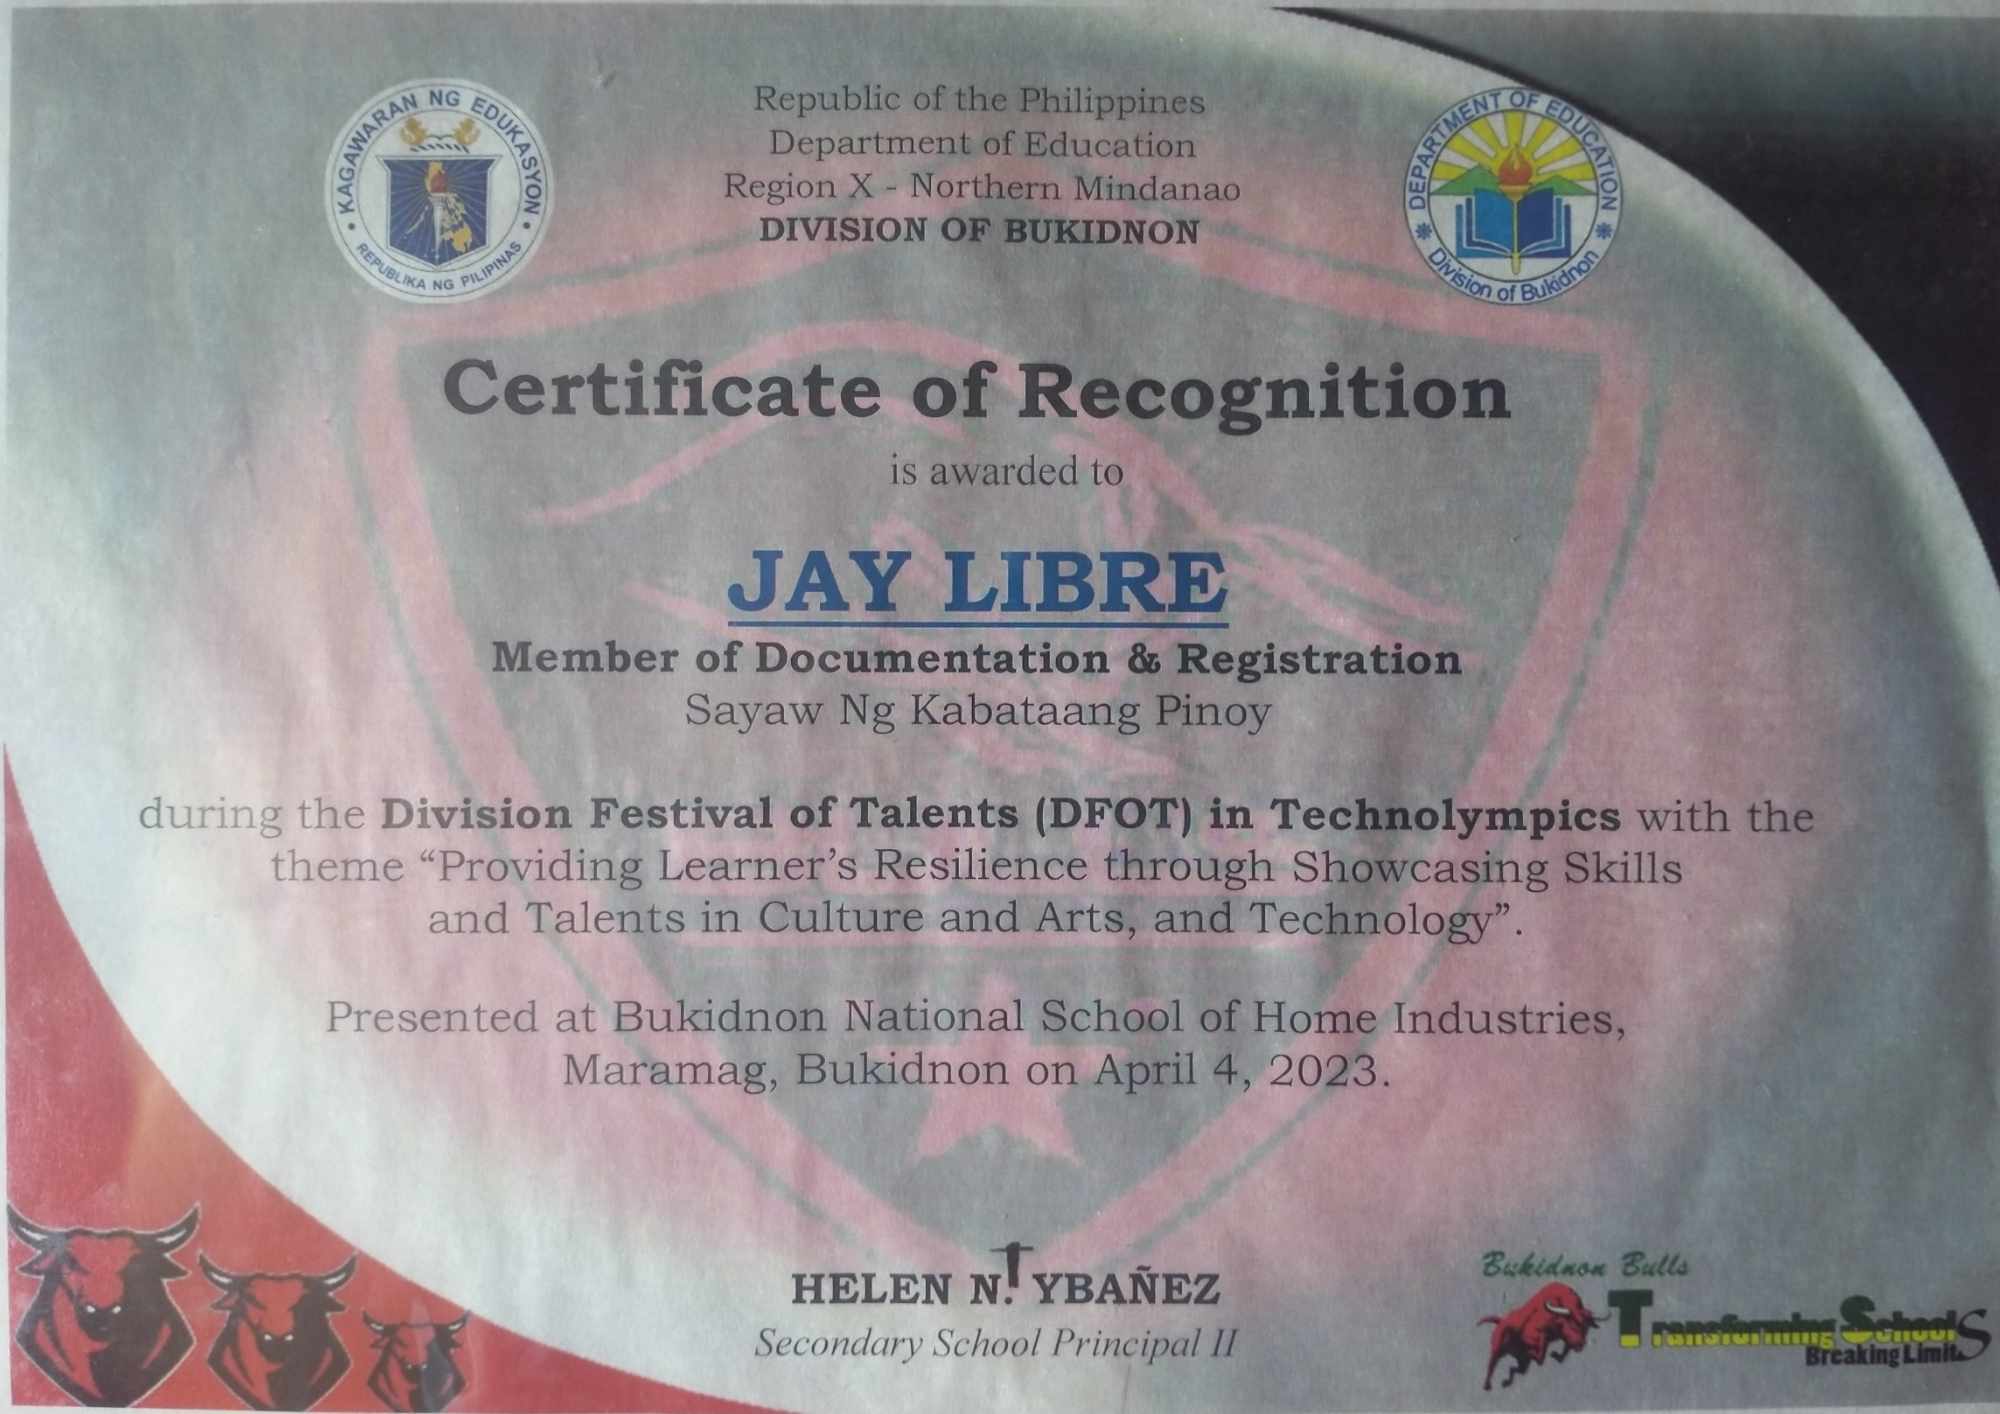 KAGAWARAN NG EDUKASYON
REPUBLIKA NG PILIPINAS
Republic of the Philippines
Department of Education
Region X - Northern Mindanao
DIVISION OF BUKIDNON
DEPARTMENT OF EDUCATION
Division of Bukidnon
Certificate of Recognition
is awarded to
JAY LIBRE
Member of Documentation & Registration
Sayaw Ng Kabataang Pinoy
during the Division Festival of Talents (DFOT) in Technolympics with the
theme “Providing Learner’s Resilience through Showcasing Skills
and Talents in Culture and Arts, and Technology”.
Presented at Bukidnon National School of Home Industries,
Maramag, Bukidnon on April 4, 2023.
HELEN N. YBAÑEZ
Secondary School Principal II
Bukidnon Bulls
Transforming Schools
Breaking Limits